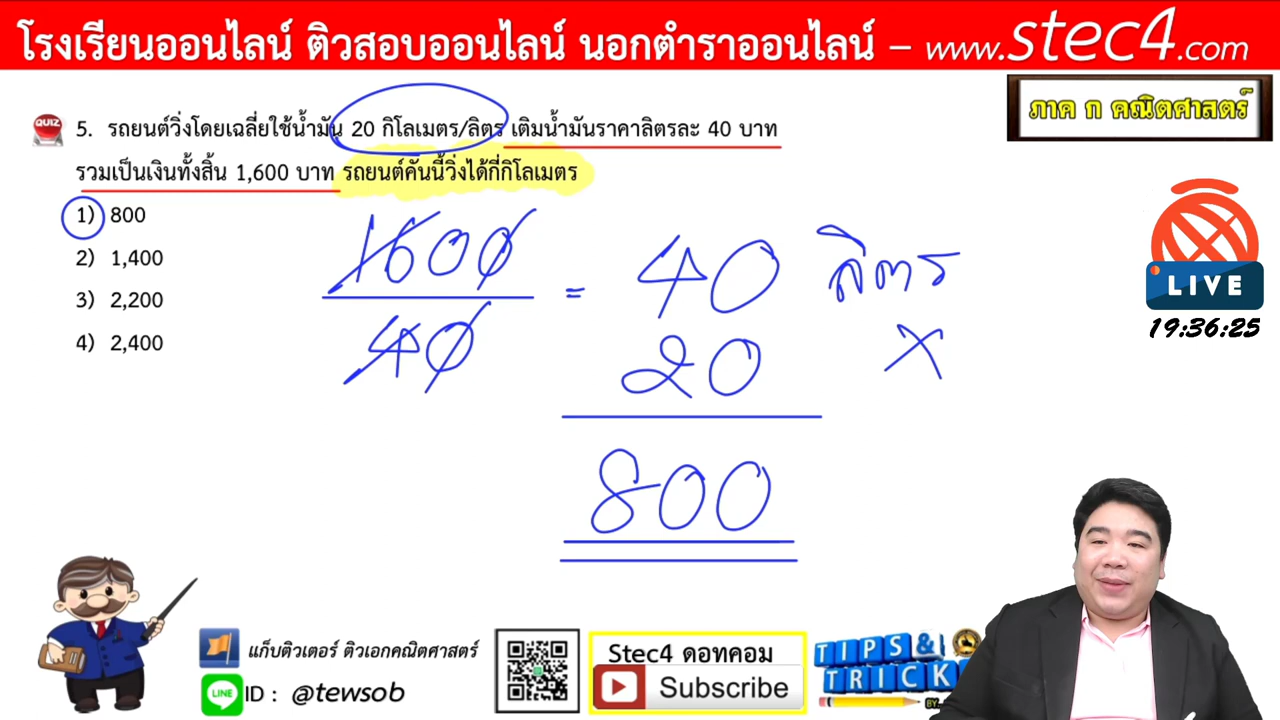 โรงเรียนออนไลน์ ติวสอบออนไลน์ นอกตำราออนไลน์ – www.stec4.com
ภาค ก คณิตศาสตร์
QUIZ
5. รถยนต์วิ่งโดยเฉลี่ยใช้น้ำมัน 20 กิโลเมตร/ลิตร เติมน้ำมันราคาลิตรละ 40 บาท
รวมเป็นเงินทั้งสิ้น 1,600 บาท รถยนต์คันนี้วิ่งได้กี่กิโลเมตร
1) 800
2) 1,400
3) 2,200
4) 2,400
1600
40
= 40 ลิตร
20 ×
800
LIVE
19:36:25
แก็บติวเตอร์ ติวเอกคณิตศาสตร์
LINE ID : @tewsob
Stec4 ดอทคอม
Subscribe
TIPS &
TRICK
BY